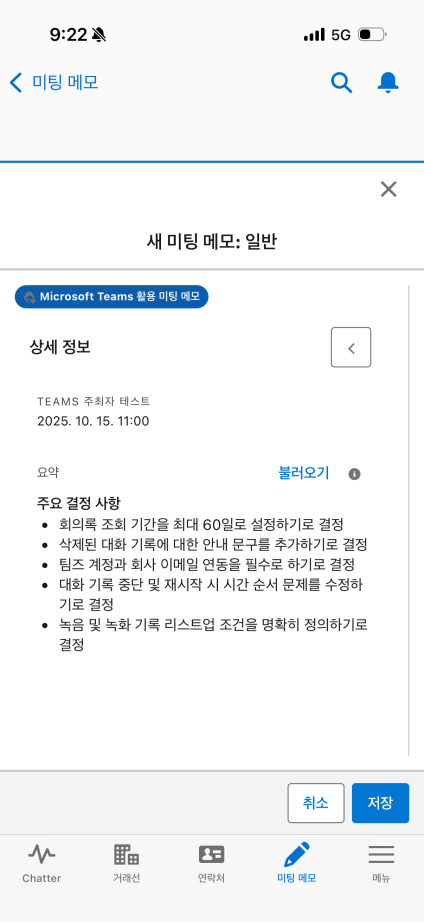 9:22
5G
미팅 메모
새 미팅 메모: 일반
Microsoft Teams 활용 미팅 메모
상세 정보
TEAMS 주최자 테스트
2025. 10. 15. 11:00
요약
불러오기
주요 결정 사항
• 회의록 조회 기간을 최대 60일로 설정하기로 결정
• 삭제된 대화 기록에 대한 안내 문구를 추가하기로 결정
• 팀즈 계정과 회사 이메일 연동을 필수로 하기로 결정
• 대화 기록 중단 및 재시작 시 시간 순서 문제를 수정하
기로 결정
• 녹음 및 녹화 기록 리스트업 조건을 명확히 정의하기로
결정
취소
저장
Chatter
거래선
연락처
미팅 메모
메뉴